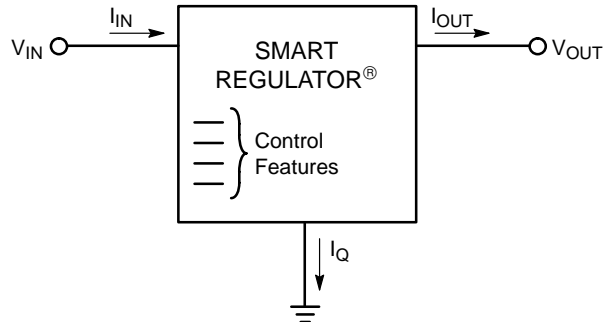 I_IN
I_OUT
V_IN
SMART
REGULATOR®
V_OUT
Control
Features
I_Q